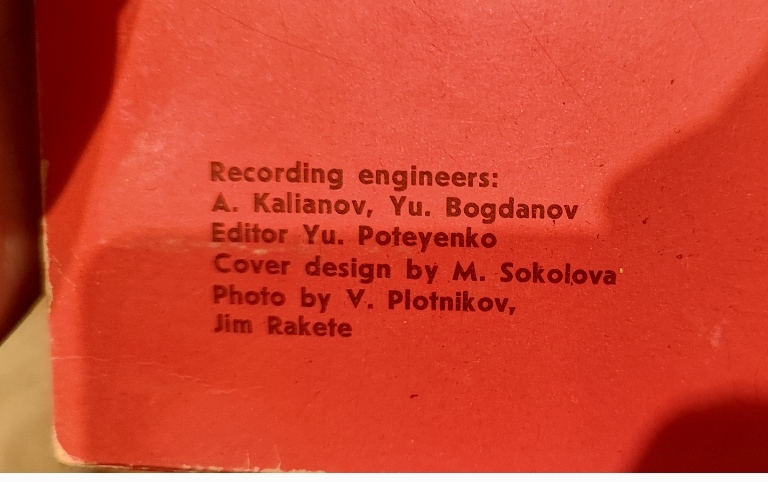 Recording engineers:
A. Kalianov, Yu. Bogdanov
Editor Yu. Poteyenko
Cover design by M. Sokolova
Photo by V. Plotnikov,
Jim Rakete